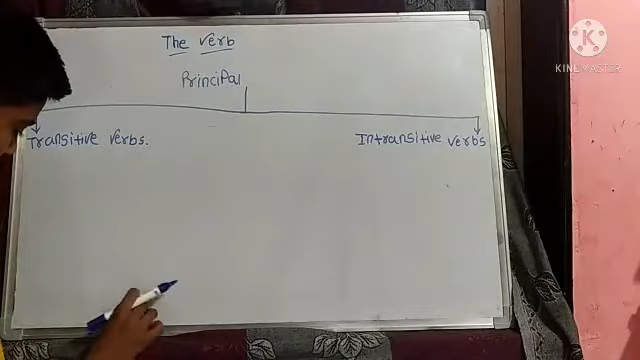 The verb
Principal
Transitive verbs.
Intransitive verbs
KINEMASTER